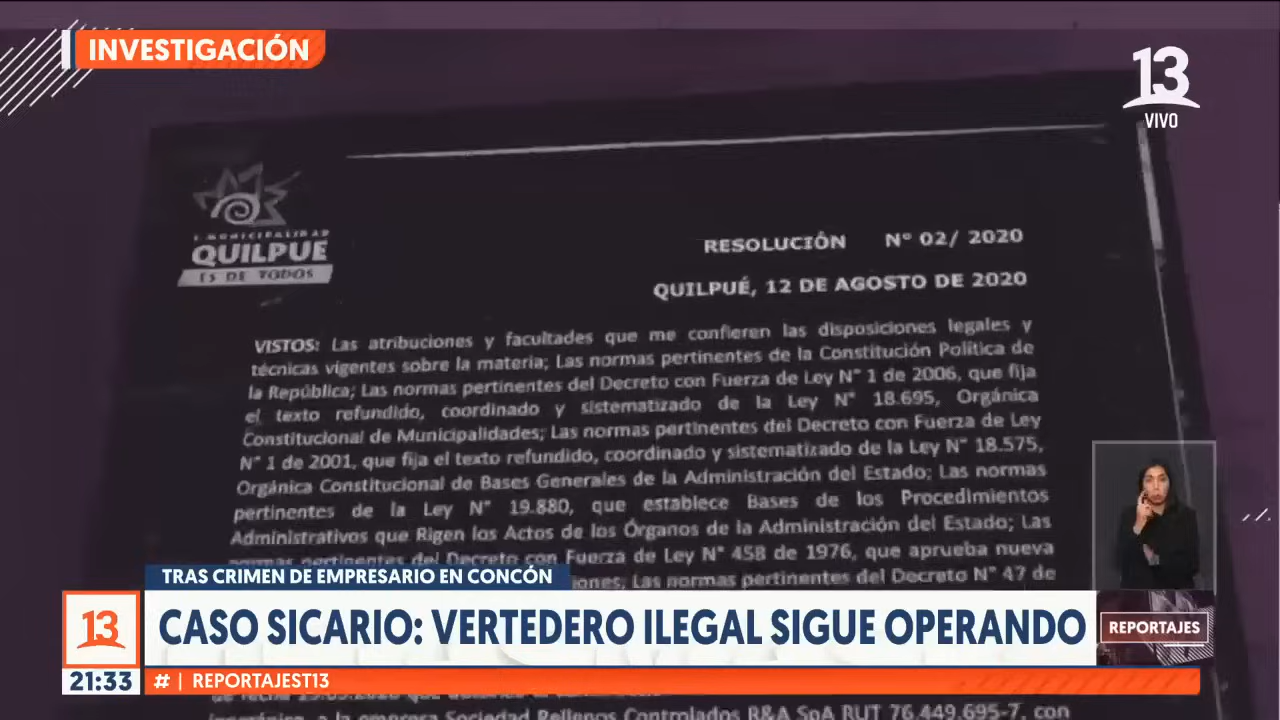 INVESTIGACIÓN
13
VIVO
I. MUNICIPALIDAD
QUILPUE
ES DE TODOS
RESOLUCIÓN Nº 02/ 2020
QUILPUÉ, 12 DE AGOSTO DE 2020
VISTOS: Las atribuciones y facultades que me confieren las disposiciones legales y
técnicas vigentes sobre la materia; Las normas pertinentes de la Constitución Política de
la República; Las normas pertinentes del Decreto con Fuerza de Ley N° 1 de 2006, que fija
el texto refundido, coordinado y sistematizado de la Ley N° 18.695, Orgánica
Constitucional de Municipalidades; Las normas pertinentes del Decreto con Fuerza de Ley
N° 1 de 2001, que fija el texto refundido, coordinado y sistematizado de la Ley N° 18.575,
Orgánica Constitucional de Bases Generales de la Administración del Estado; Las normas
pertinentes de la Ley N° 19.880, que establece Bases de los Procedimientos
Administrativos que Rigen los Actos de los Órganos de la Administración del Estado; Las
normas pertinentes del Decreto con Fuerza de Ley N° 458 de 1976, que aprueba nueva
iones, Las normas pertinentes del Decreto N° 47 de
TRAS CRIMEN DE EMPRESARIO EN CONCÓN
13
CASO SICARIO: VERTEDERO ILEGAL SIGUE OPERANDO
REPORTAJES
21:33
# | REPORTAJEST13
a la empresa Sociedad Rellenos Controlados R&A SpA RUT 76.449.695-7, con